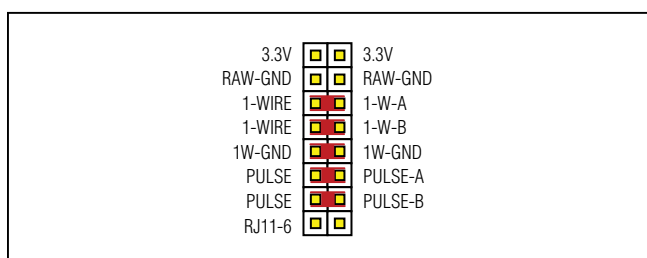 3.3V 3.3V
RAW-GND RAW-GND
1-WIRE 1-W-A
1-WIRE 1-W-B
1W-GND 1W-GND
PULSE PULSE-A
PULSE PULSE-B
RJ11-6